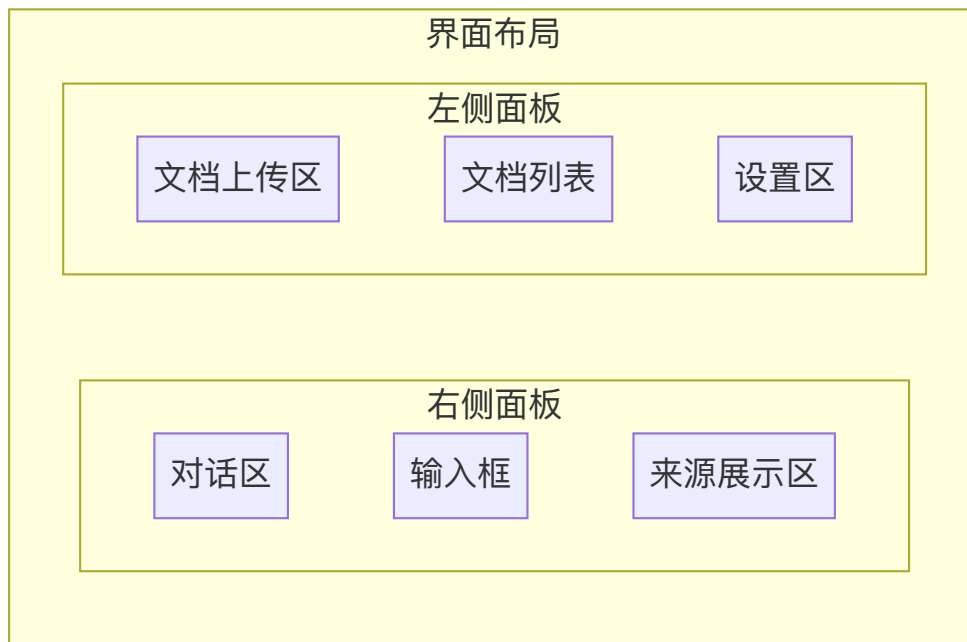 界面布局
左侧面板
文档上传区
文档列表
设置区
右侧面板
对话区
输入框
来源展示区